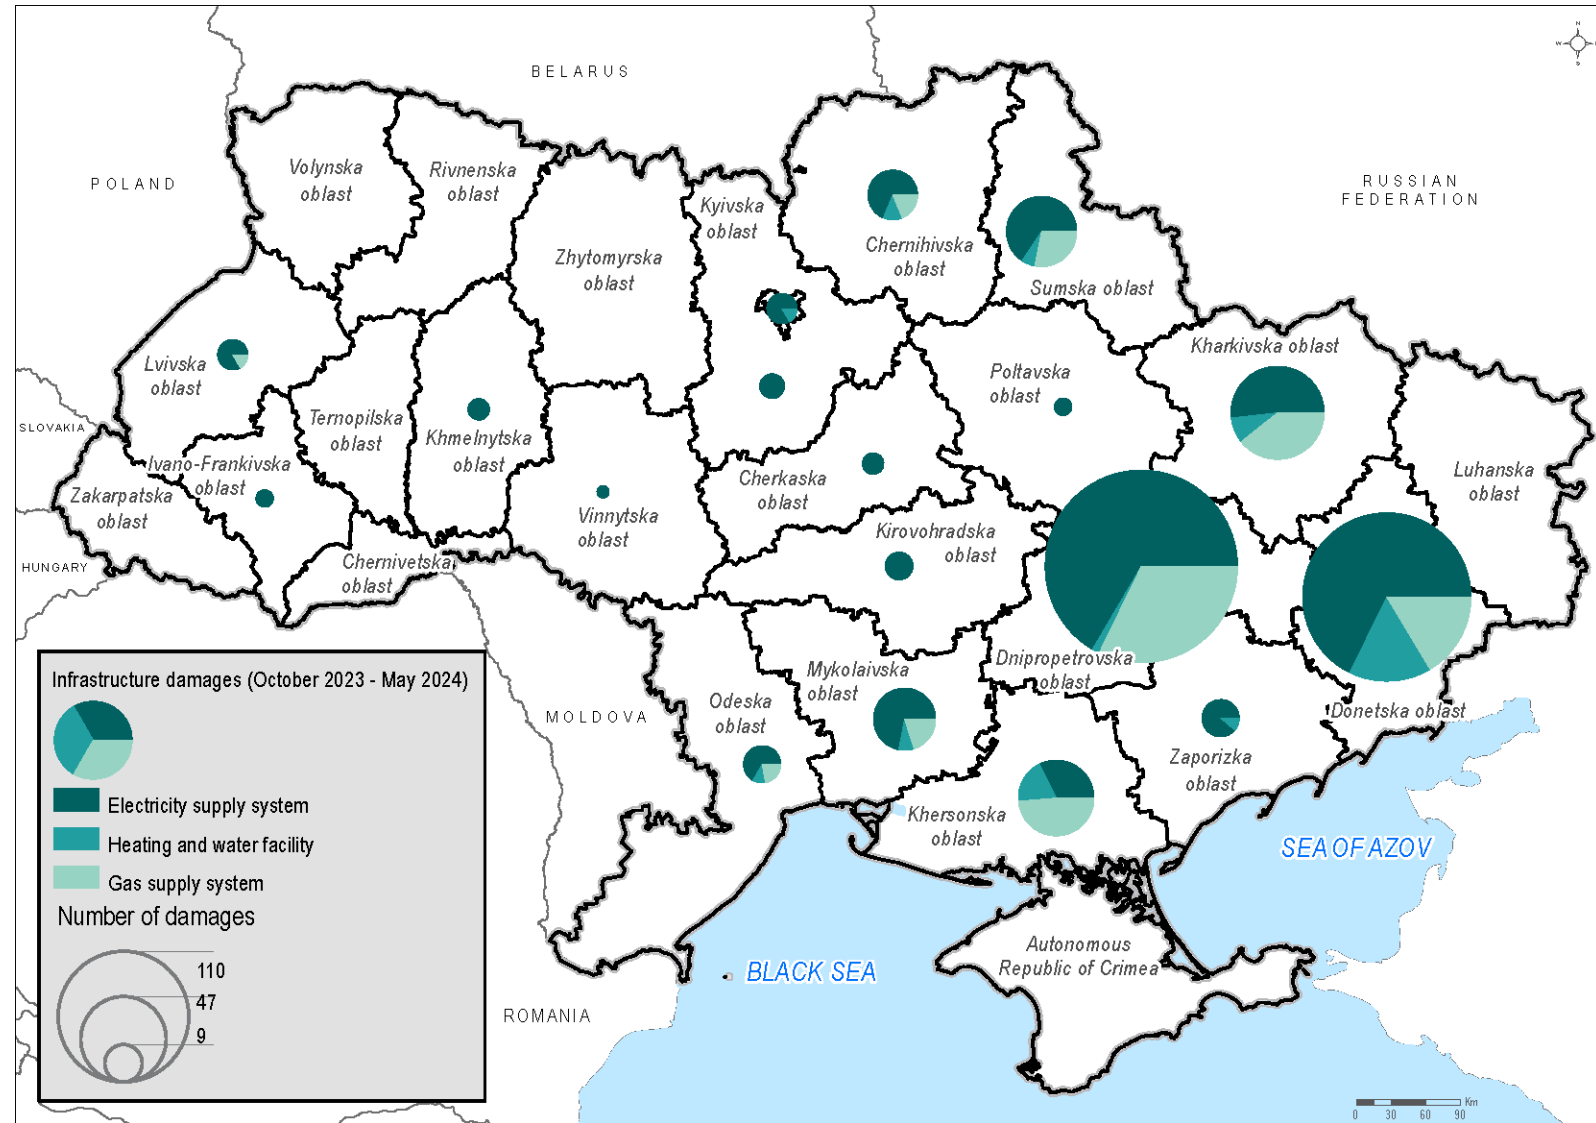 N
W
S
BELARUS
POLAND
RUSSIAN
FEDERATION
Volynska
oblast
Rivnenska
oblast
Kyivska
oblast
Zhytomyrska
oblast
Chernihivska
oblast
Sumska oblast
Kharkivska oblast
Lvivska
oblast
Poltavska
oblast
SLOVAKIA
Ternopilska
oblast
Khmelnytska
oblast
Ivano-Frankivska
oblast
Zakarpatska
oblast
Cherkaska
oblast
Luhanska
oblast
Vinnytska
oblast
Kirovohradska
oblast
HUNGARY
Chernivetska
oblast
Dnipropetrovska
oblast
Mykolaivska
oblast
Odeska
oblast
MOLDOVA
Donetska oblast
Zaporizka
oblast
Khersonska
oblast
SEA OF AZOV
Autonomous
Republic of Crimea
BLACK SEA
ROMANIA
Infrastructure damages (October 2023 - May 2024)
Electricity supply system
Heating and water facility
Gas supply system
Number of damages
110
47
9
Km
0 30 60 90